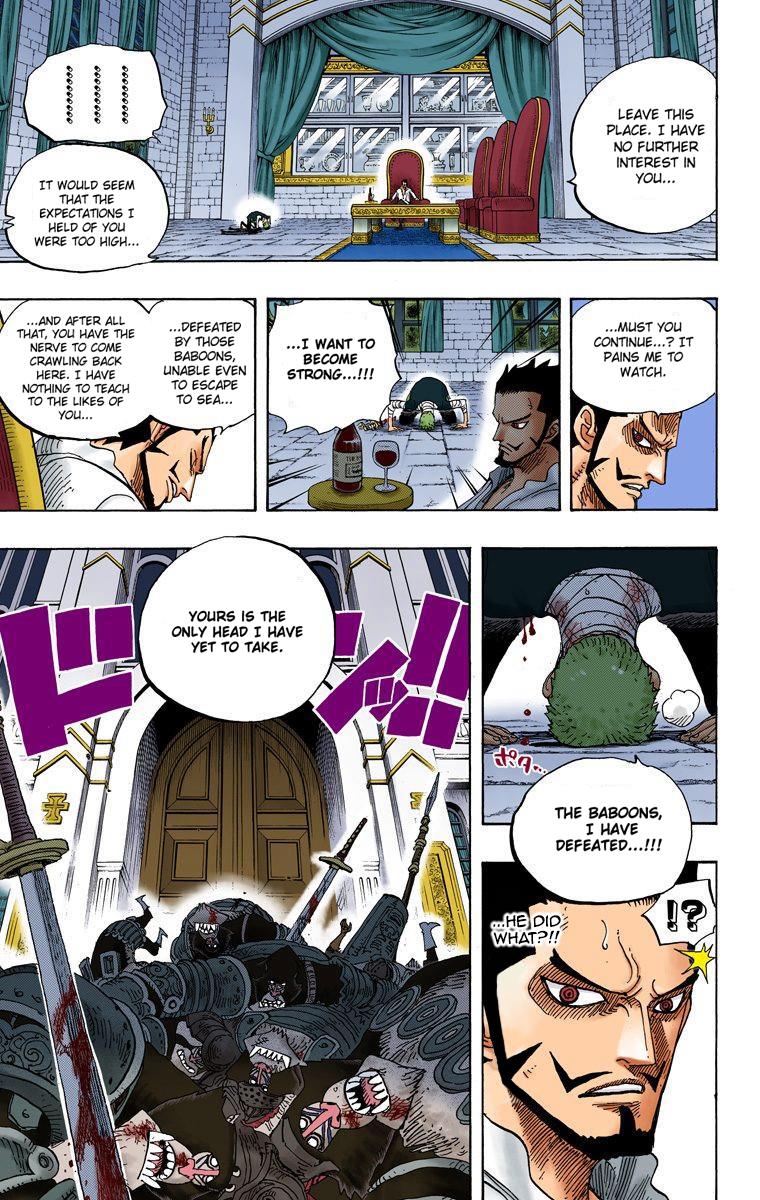 LEAVE THIS
PLACE. I HAVE
NO FURTHER
INTEREST IN
YOU...
IT WOULD SEEM
THAT THE
EXPECTATIONS I
HELD OF YOU
WERE TOO HIGH...
...MUST YOU
CONTINUE...? IT
PAINS ME TO
WATCH.
...I WANT TO
BECOME
STRONG...!!!
...DEFEATED
BY THOSE
BABOONS,
UNABLE EVEN
TO ESCAPE
TO SEA...
...AND AFTER ALL
THAT, YOU HAVE THE
NERVE TO COME
CRAWLING BACK
HERE. I HAVE
NOTHING TO TEACH
TO THE LIKES OF
YOU...
ポタ…
THE BABOONS,
I HAVE
DEFEATED...!!!
!?
...HE DID
WHAT?!!
YOURS IS THE
ONLY HEAD I HAVE
YET TO TAKE.
ドン!!